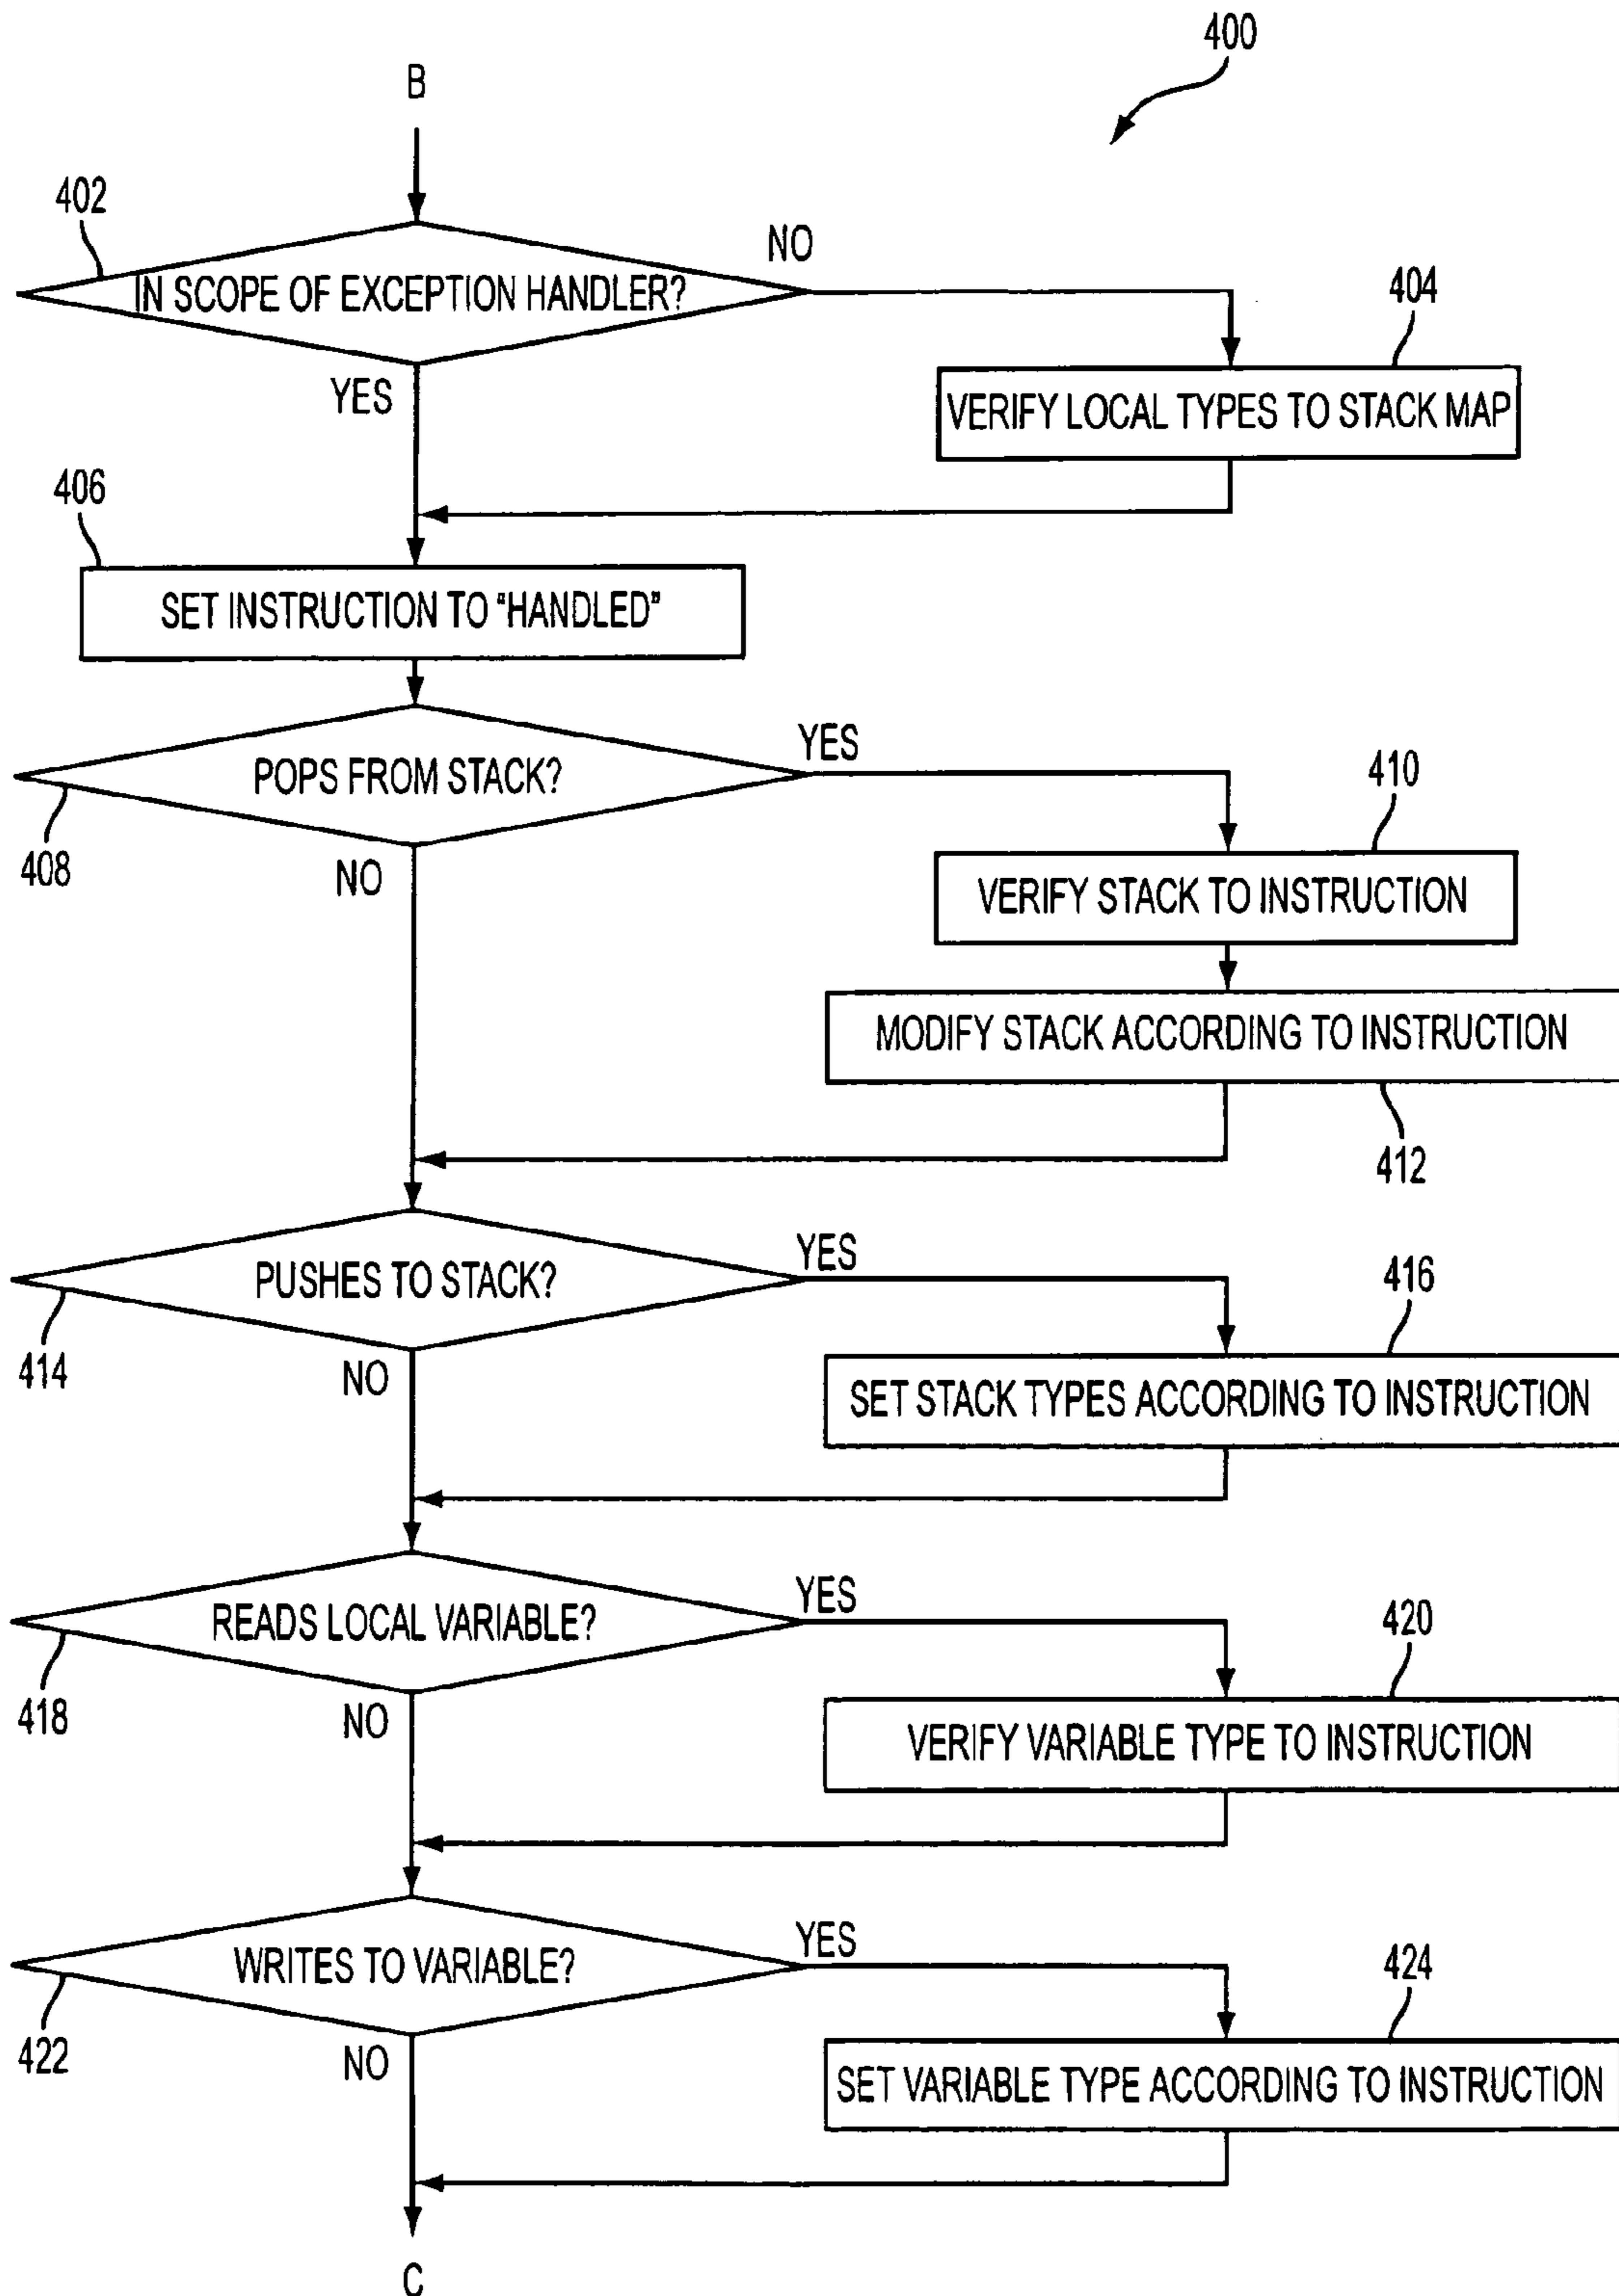 400
B
402
NO
IN SCOPE OF EXCEPTION HANDLER?
404
YES
VERIFY LOCAL TYPES TO STACK MAP
406
SET INSTRUCTION TO "HANDLED"
YES
POPS FROM STACK?
410
408
NO
VERIFY STACK TO INSTRUCTION
MODIFY STACK ACCORDING TO INSTRUCTION
412
YES
PUSHES TO STACK?
416
414
NO
SET STACK TYPES ACCORDING TO INSTRUCTION
YES
READS LOCAL VARIABLE?
420
418
NO
VERIFY VARIABLE TYPE TO INSTRUCTION
YES
WRITES TO VARIABLE?
424
422
NO
SET VARIABLE TYPE ACCORDING TO INSTRUCTION
C